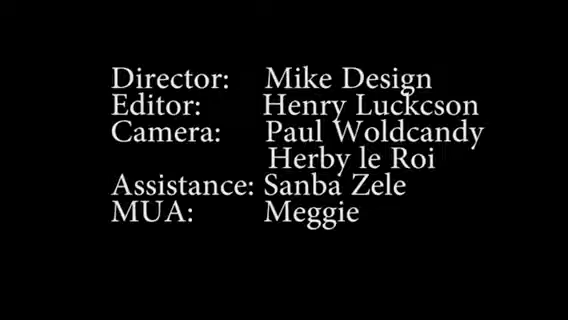 Director: Mike Design
Editor: Henry Luckcson
Camera: Paul Woldcandy
Herby le Roi
Assistance: Sanba Zele
MUA: Meggie